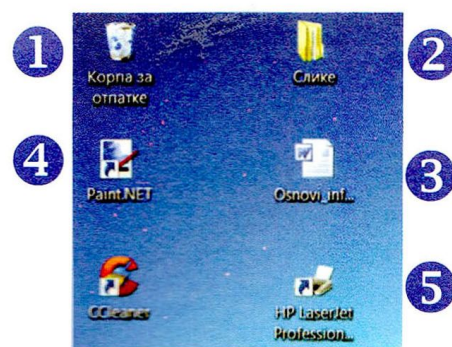 1
2
Корпа за
отпатке
Слике
4
3
Paint.NET
Osnovi_inf...
5
CCleaner
HP LaserJet
Profession...